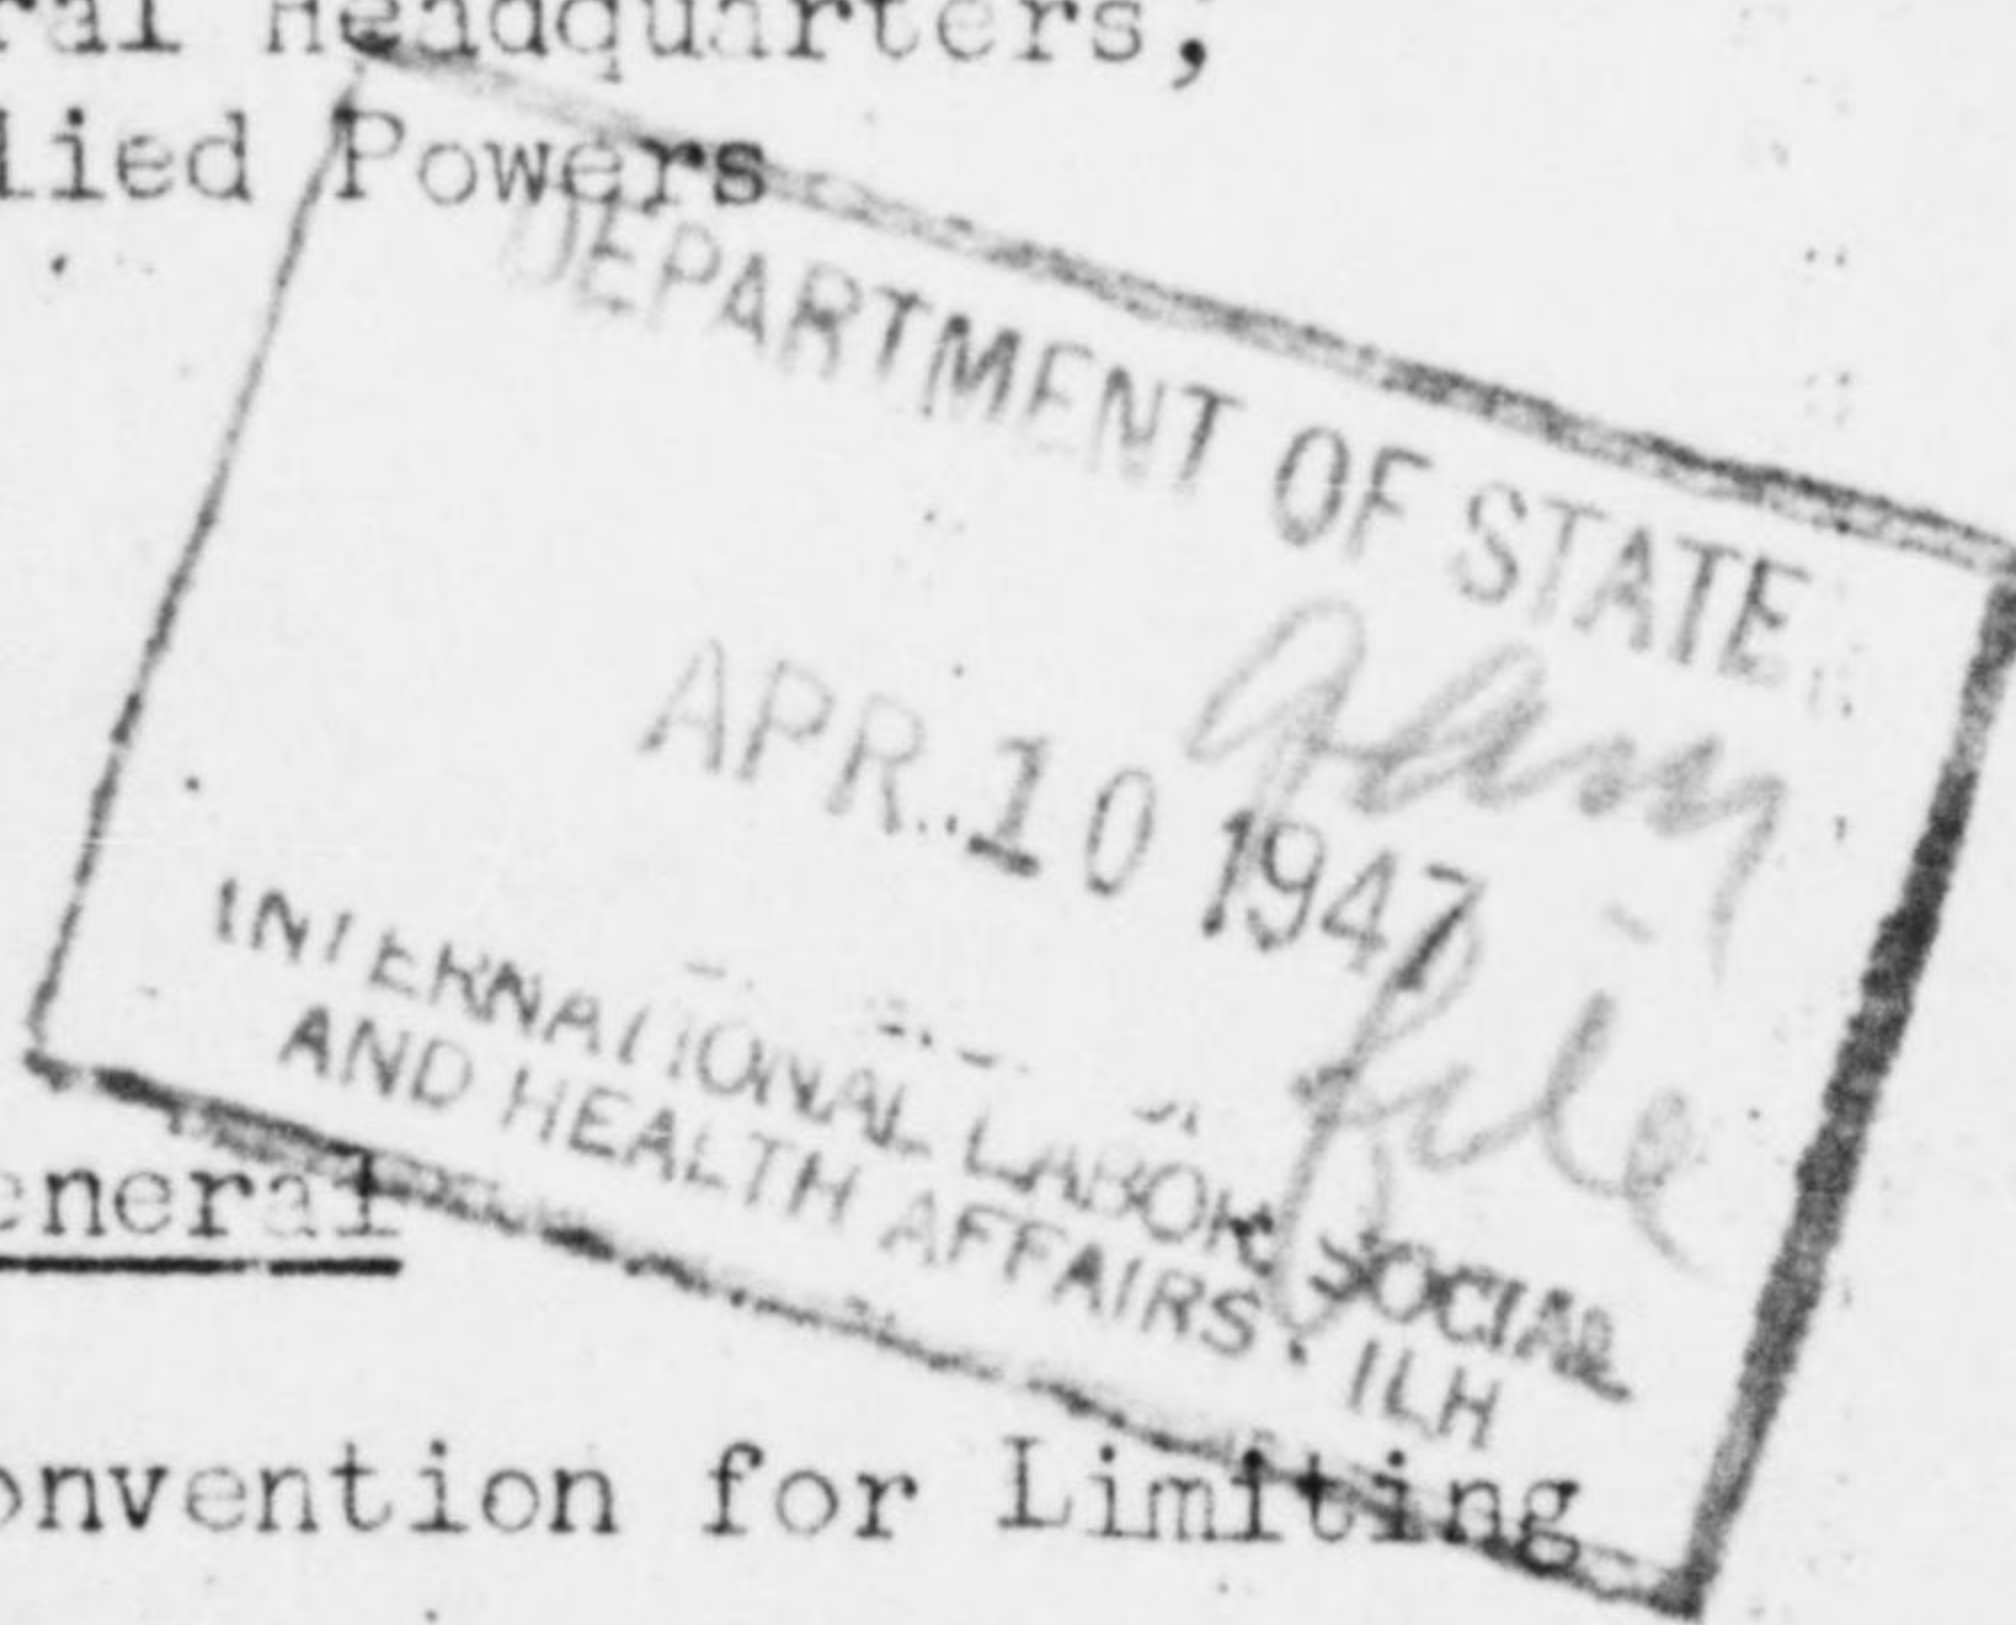 ral Headquarters,
lied Powers
DEPARTMENT OF STATE
APR 10 1947
file
INTERNATIONAL LABOR, SOCIAL
AND HEALTH AFFAIRS. ILH
eneral
onvention for Limiting